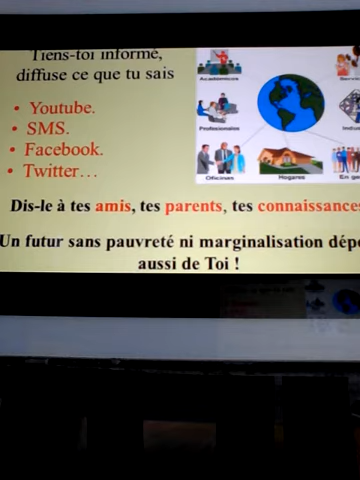 Tiens-toi informé,
diffuse ce que tu sais
• Youtube.
• SMS.
• Facebook.
• Twitter…
Académicos
Profesionales
Oficinas
Hogares
Dis-le à tes amis, tes parents, tes connaissances
Un futur sans pauvreté ni marginalisation
aussi de Toi !